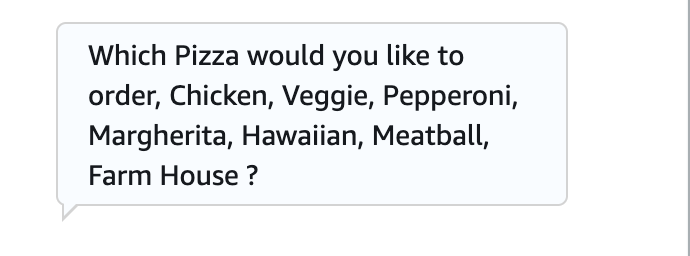 Which Pizza would you like to
order, Chicken, Veggie, Pepperoni,
Margherita, Hawaiian, Meatball,
Farm House ?